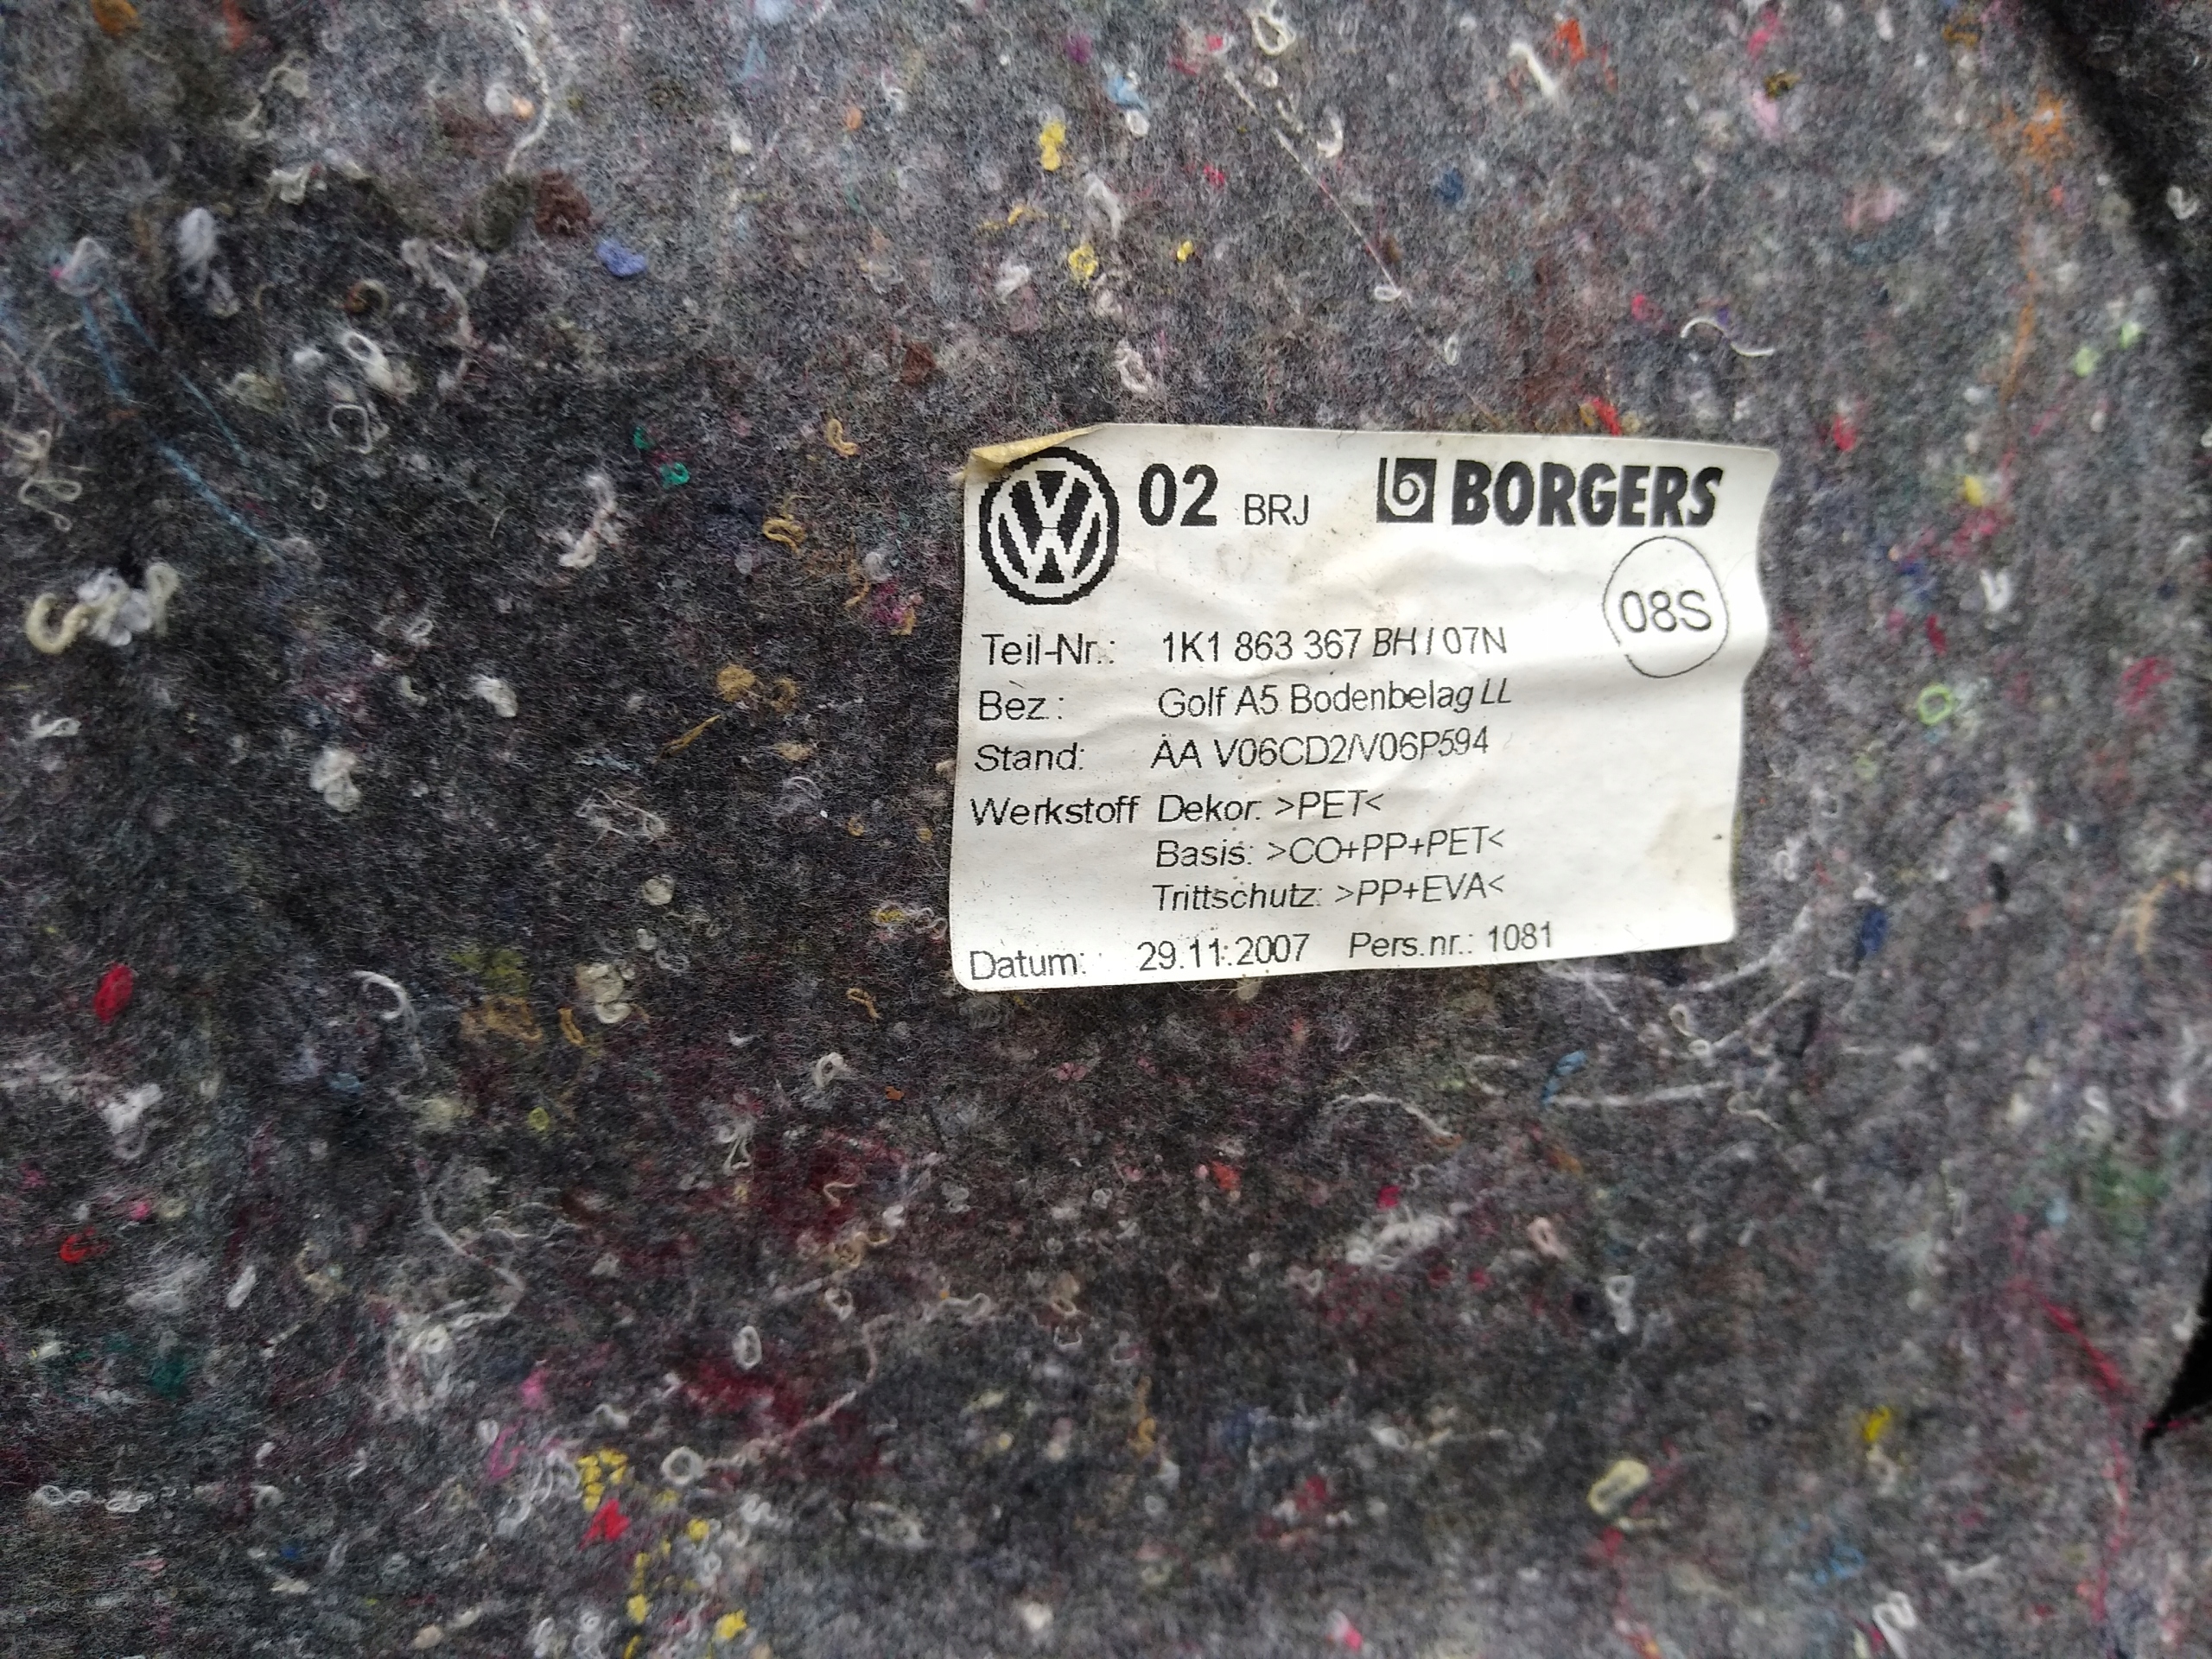 VW 02 BRJ BORGERS
08S
Teil-Nr.: 1K1 863 367 BH / 07N
Bez.: Golf A5 Bodenbelag LL
Stand: AA V06CD2/V06P594
Werkstoff Dekor: >PET<
Basis: >CO+PP+PET<
Trittschutz: >PP+EVA<
Datum: 29.11.2007 Pers.nr.: 1081